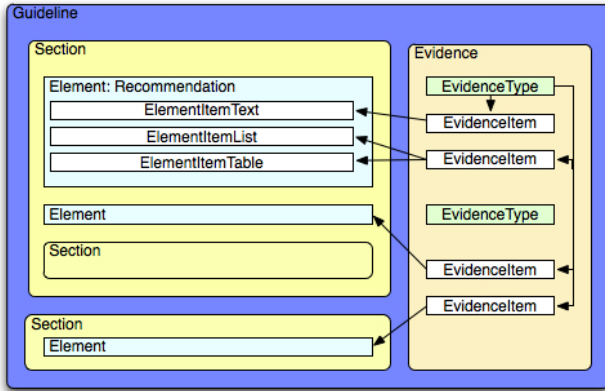 Guideline
Section
Element: Recommendation
ElementItemText
ElementItemList
ElementItemTable
Element
Section
Section
Element
Evidence
EvidenceType
EvidenceItem
EvidenceItem
EvidenceType
EvidenceItem
EvidenceItem